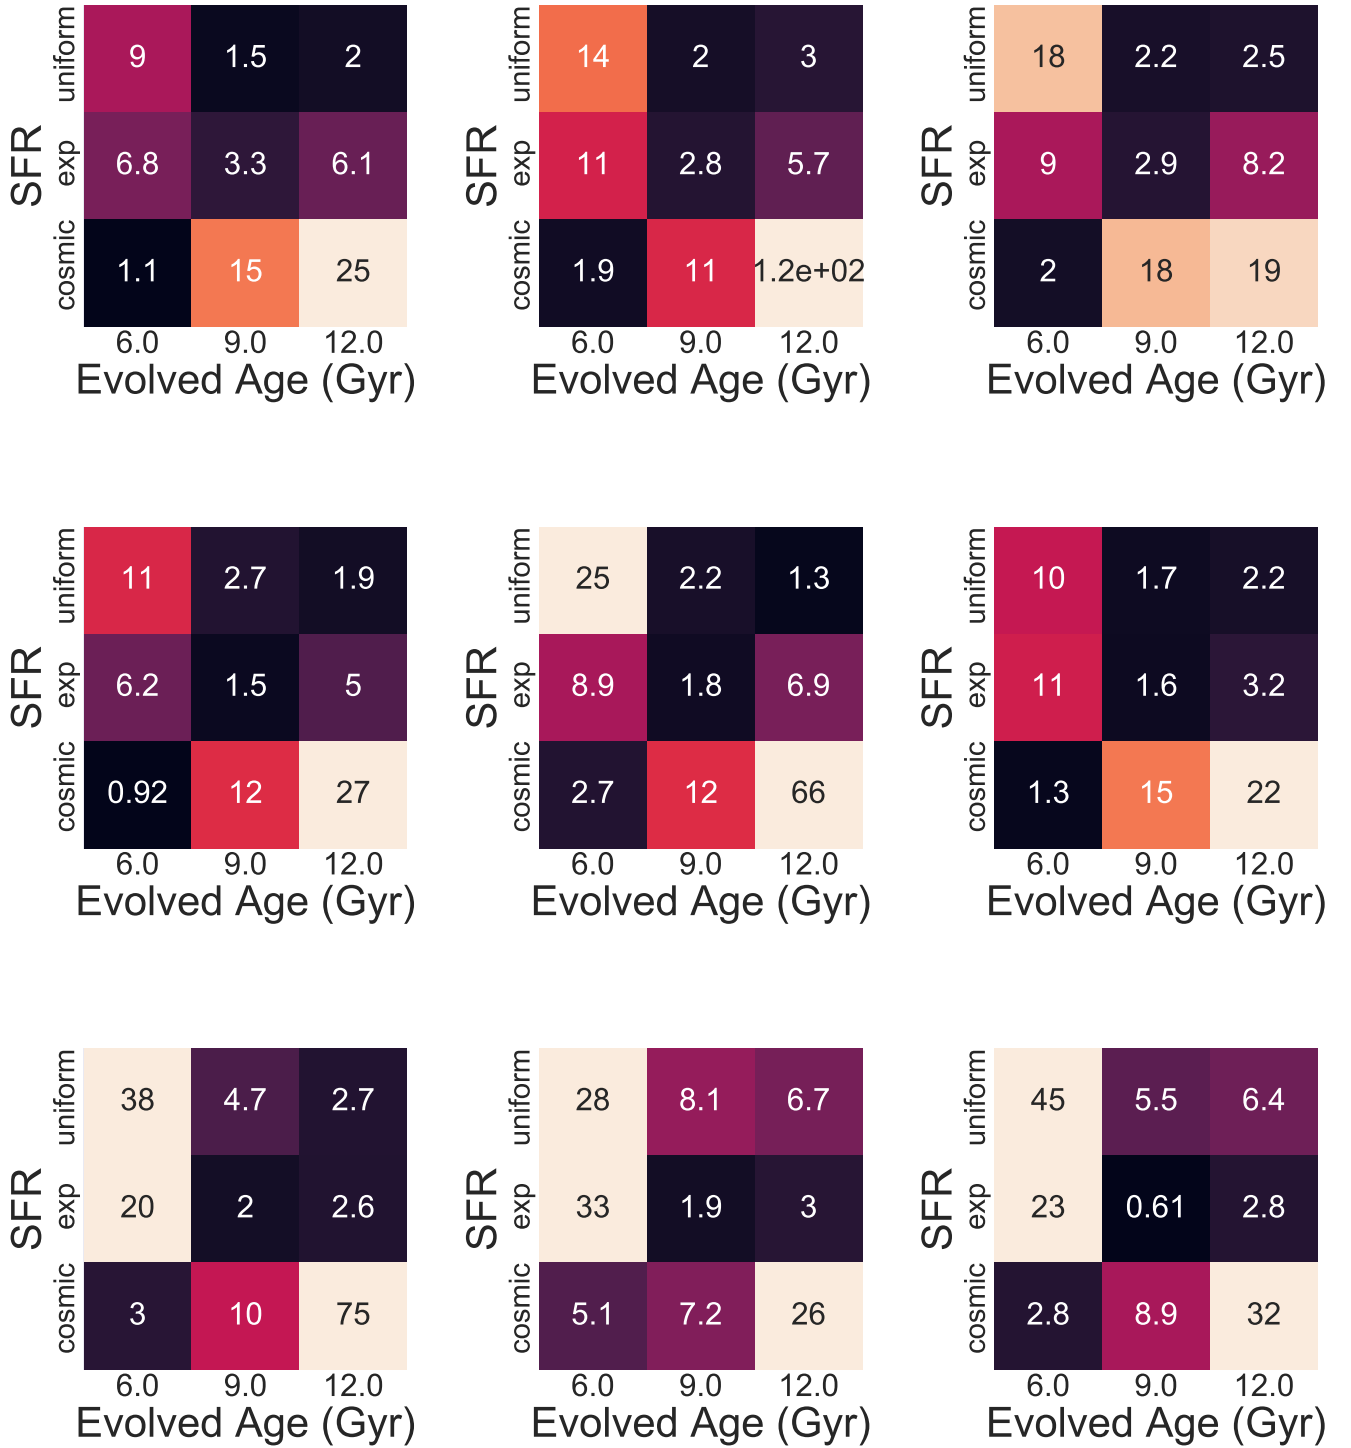 uniform 9 1.5 2
SFR exp 6.8 3.3 6.1
cosmic 1.1 15 25
6.0 9.0 12.0
Evolved Age (Gyr)
uniform 14 2 3
SFR exp 11 2.8 5.7
cosmic 1.9 11 1.2e+02
6.0 9.0 12.0
Evolved Age (Gyr)
uniform 18 2.2 2.5
SFR exp 9 2.9 8.2
cosmic 2 18 19
6.0 9.0 12.0
Evolved Age (Gyr)
uniform 11 2.7 1.9
SFR exp 6.2 1.5 5
cosmic 0.92 12 27
6.0 9.0 12.0
Evolved Age (Gyr)
uniform 25 2.2 1.3
SFR exp 8.9 1.8 6.9
cosmic 2.7 12 66
6.0 9.0 12.0
Evolved Age (Gyr)
uniform 10 1.7 2.2
SFR exp 11 1.6 3.2
cosmic 1.3 15 22
6.0 9.0 12.0
Evolved Age (Gyr)
uniform 38 4.7 2.7
SFR exp 20 2 2.6
cosmic 3 10 75
6.0 9.0 12.0
Evolved Age (Gyr)
uniform 28 8.1 6.7
SFR exp 33 1.9 3
cosmic 5.1 7.2 26
6.0 9.0 12.0
Evolved Age (Gyr)
uniform 45 5.5 6.4
SFR exp 23 0.61 2.8
cosmic 2.8 8.9 32
6.0 9.0 12.0
Evolved Age (Gyr)